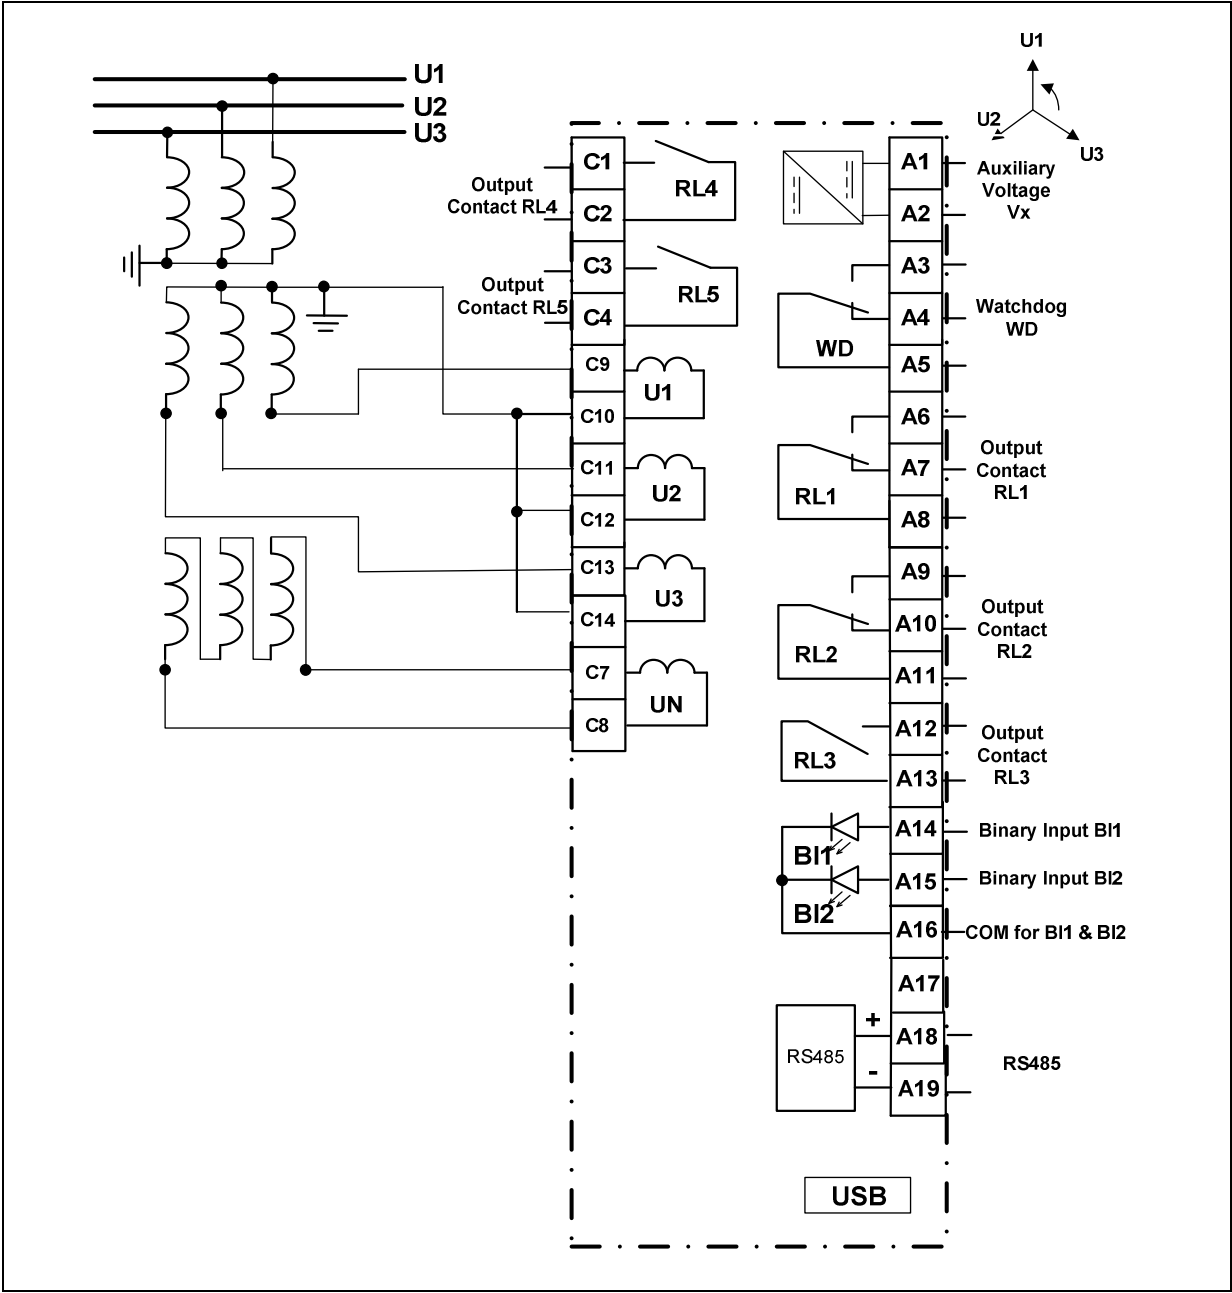 U1
U2
U3
U1
U2
U3
Output
Contact RL4
C1
C2
RL4
Output
Contact RL5
C3
C4
RL5
C9
C10
U1
C11
C12
U2
C13
C14
U3
C7
C8
UN
A1
A2
Auxiliary
Voltage
Vx
A3
A4
A5
WD
Watchdog
WD
A6
A7
A8
RL1
Output
Contact
RL1
A9
A10
A11
RL2
Output
Contact
RL2
A12
A13
RL3
Output
Contact
RL3
A14
BI1
Binary Input BI1
A15
BI2
Binary Input BI2
A16
COM for BI1 & BI2
A17
A18
A19
RS485
+
-
RS485
USB